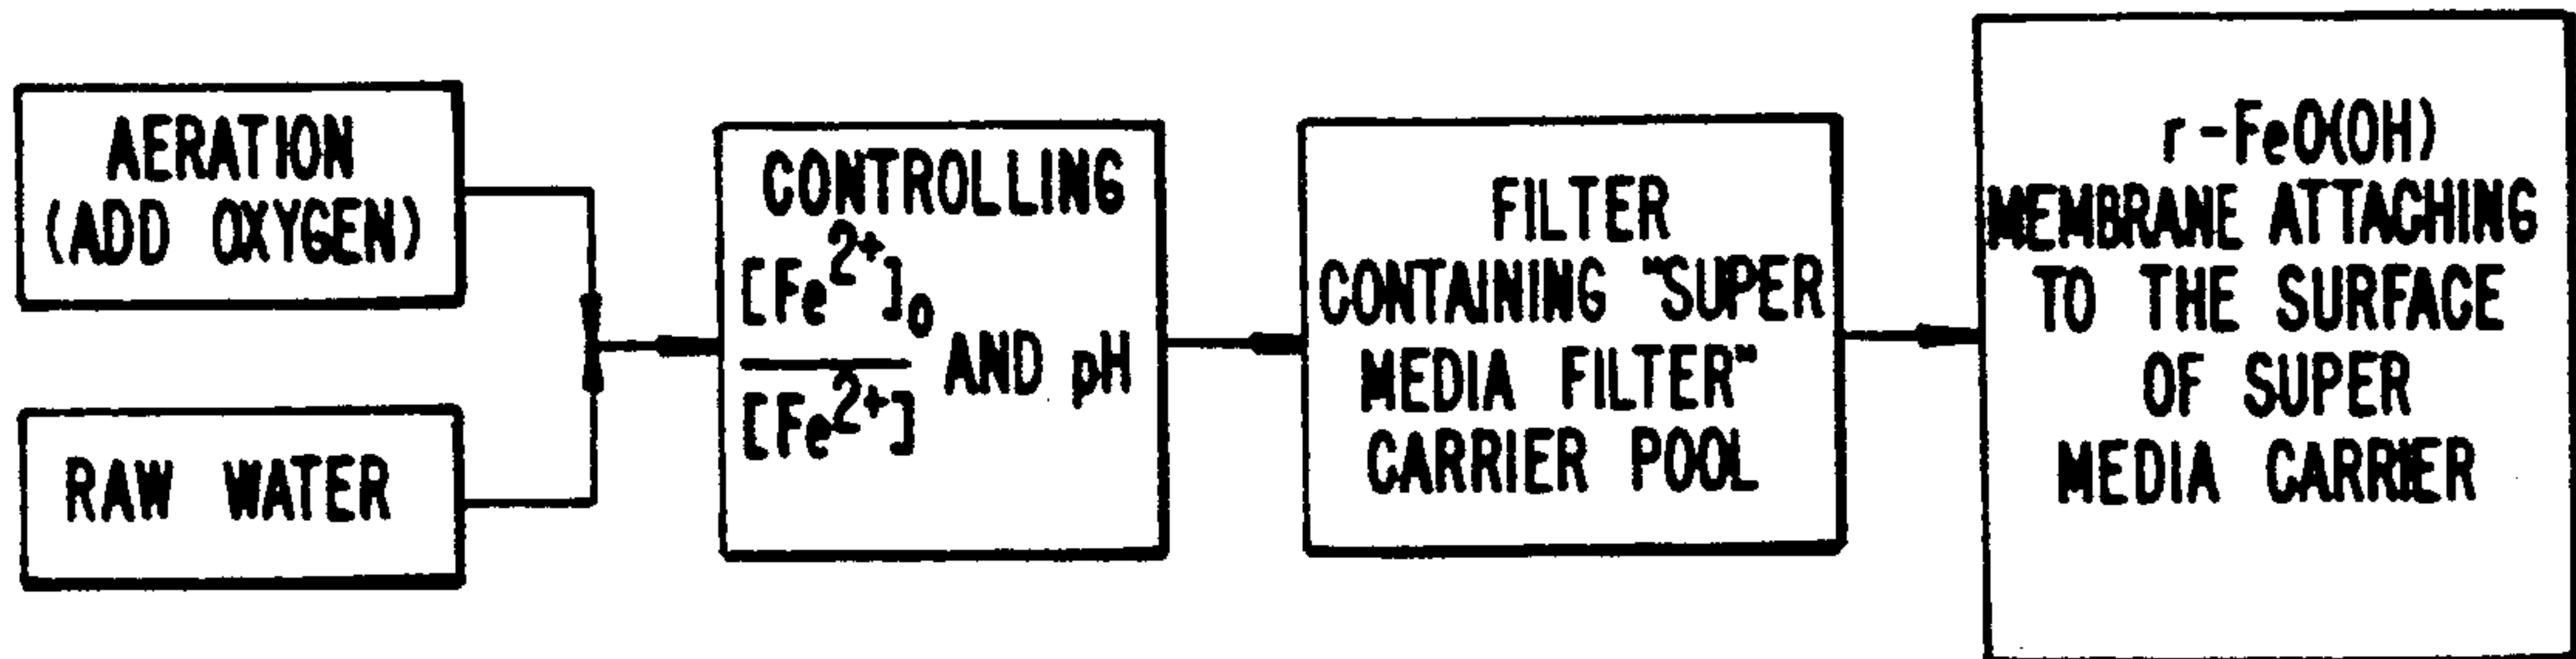 AERATION
(ADD OXYGEN)
RAW WATER
CONTROLLING
[Fe²⁺]₀
[Fe²⁺]
AND pH
FILTER
CONTAINING "SUPER
MEDIA FILTER"
CARRIER POOL
r-FeO(OH)
MEMBRANE ATTACHING
TO THE SURFACE
OF SUPER
MEDIA CARRIER